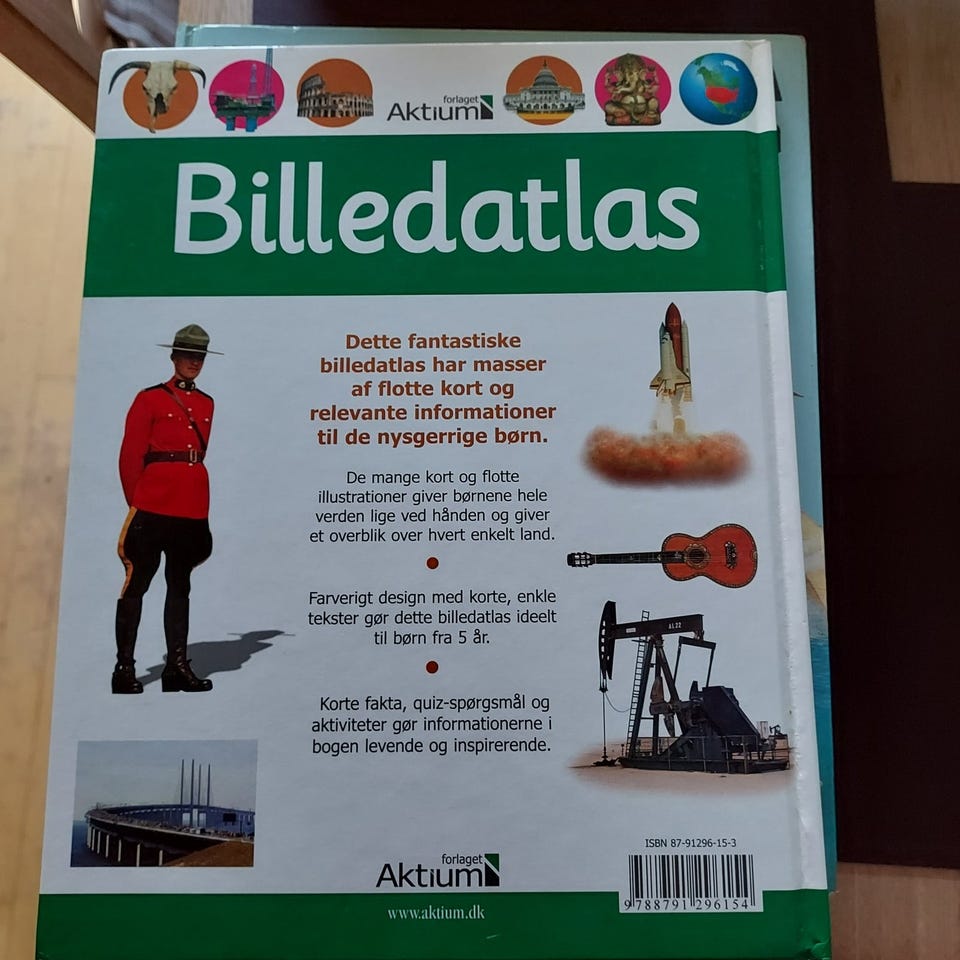 forlaget
Aktium
Billedatlas
Dette fantastiske
billedatlas har masser
af flotte kort og
relevante informationer
til de nysgerrige børn.
De mange kort og flotte
illustrationer giver børnene hele
verden lige ved hånden og giver
et overblik over hvert enkelt land.
Farverigt design med korte, enkle
tekster gør dette billedatlas ideelt
til børn fra 5 år.
AL22
Korte fakta, quiz-spørgsmål og
aktiviteter gør informationerne i
bogen levende og inspirerende.
ISBN 87-91296-15-3
forlaget
Aktium
9 788791 296154
www.aktium.dk